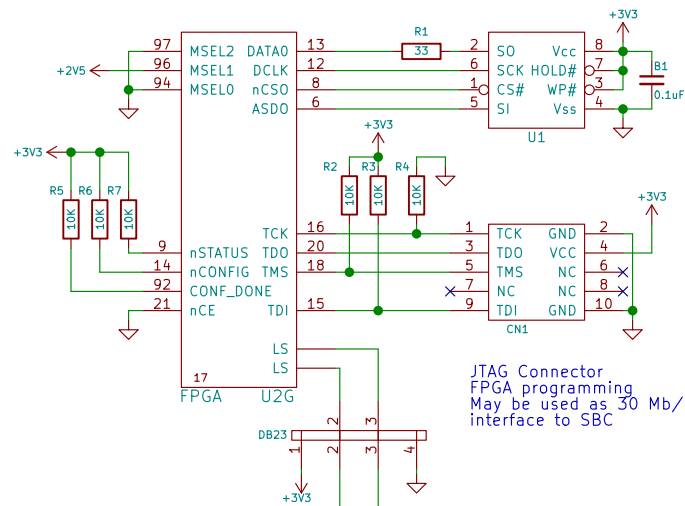 +3V3
R1
97 MSEL2 DATA0 13 33 2 SO Vcc 8
+2V5 96 MSEL1 DCLK 12 6 SCK HOLD# 7 B1
94 MSEL0 nCSO 8 1 CS# WP# 3 0.1uF
ASDO 6 5 SI Vss 4
U1
+3V3
+3V3
R2 R3 R4
R5 R6 R7 10K 10K 10K +3V3
10K 10K 10K
TCK 16 1 TCK GND 2
9 nSTATUS TDO 20 3 TDO VCC 4
14 nCONFIG TMS 18 5 TMS NC 6
92 CONF_DONE 7 NC NC 8
21 nCE TDI 15 9 TDI GND 10
CN1
LS
LS
17
FPGA U2G
JTAG Connector
FPGA programming
May be used as 30 Mb/
interface to SBC
2 3
DB23
1 2 3 4
+3V3